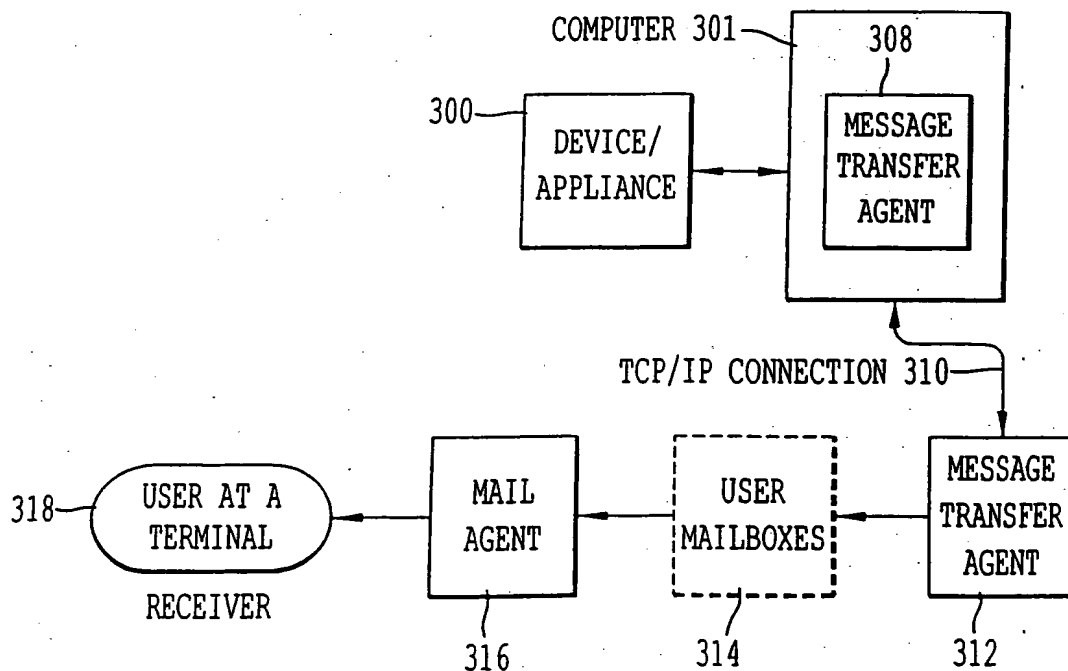 COMPUTER 301
308
300
DEVICE/
APPLIANCE
MESSAGE
TRANSFER
AGENT
TCP/IP CONNECTION 310
318
USER AT A
TERMINAL
RECEIVER
MAIL
AGENT
316
USER
MAILBOXES
314
MESSAGE
TRANSFER
AGENT
312